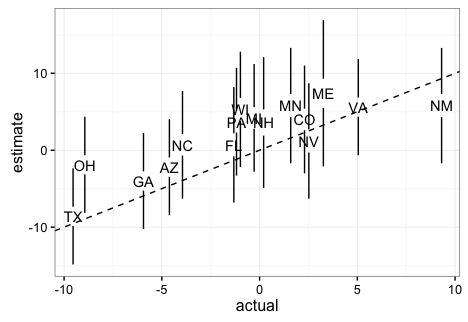 estimate
10
0
-10
TX
OH
GA
AZ
NC
FL
PA
WI
MI
NH
MN
CO
NV
ME
VA
NM
-10
-5
0
5
10
actual